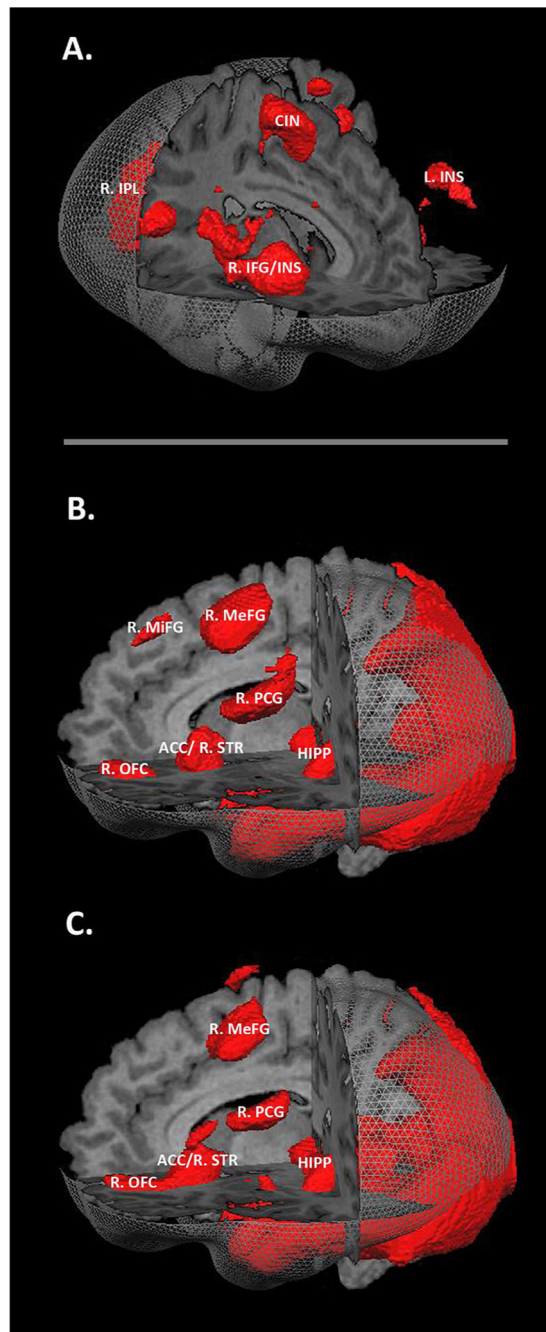 A.
CIN
R. IPL
L. INS
R. IFG/INS
B.
R. MiFG
R. MeFG
R. PCG
ACC/ R. STR
HIPP
R. OFC
C.
R. MeFG
R. PCG
ACC/R. STR
HIPP
R. OFC